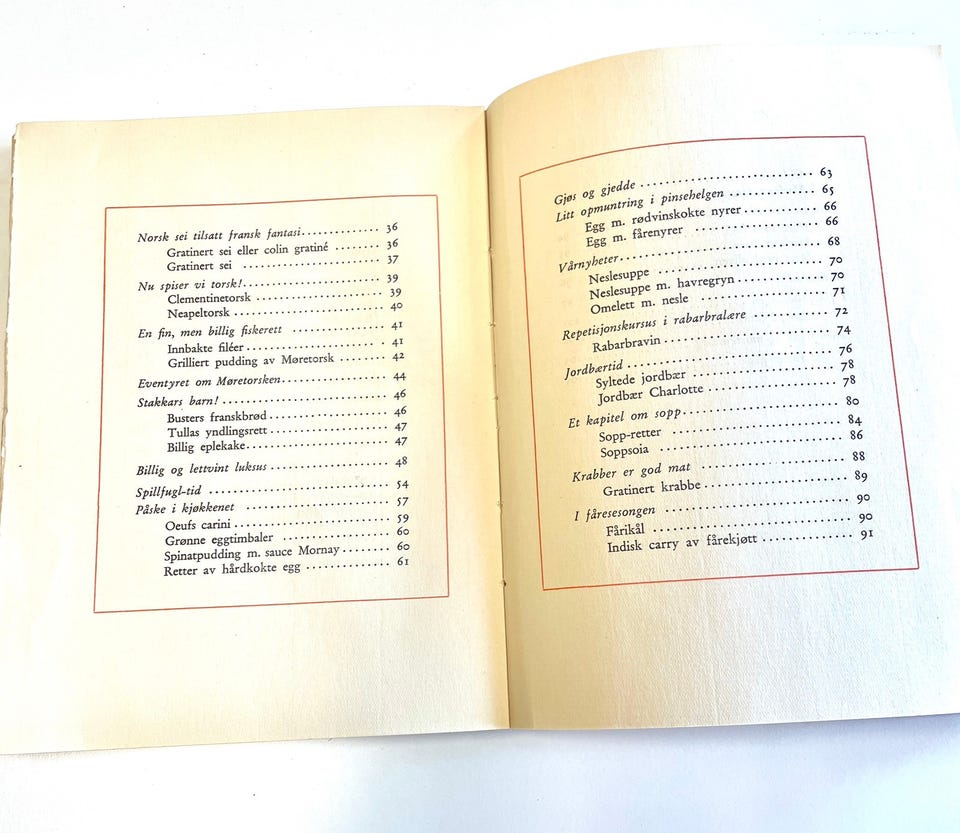 Norsk sei tilsatt fransk fantasi.............. 36
Gratinert sei eller colin gratiné ........ 36
Gratinert sei .................... 37
Nu spiser vi torsk!........................ 39
Clementinetorsk ........................ 39
Neapeltorsk............................ 40
En fin, men billig fiskerett ................ 41
Innbakte filéer........................ 41
Grilliert pudding av Møretorsk ........ 42
Eventyret om Møretorsken.................. 44
Stakkars barn! ............................ 46
Busters franskbrød.................... 46
Tullas yndlingsrett.................... 47
Billig eplekake........................ 47
Billig og lettvint luksus .................... 48
Spillfugl-tid .............................. 54
Påske i kjøkkenet ........................ 57
Oeufs carini.......................... 59
Grønne eggtimbaler .................. 60
Spinatpudding m. sauce Mornay........ 60
Retter av hårdkokte egg .............. 61
Gjøs og gjedde .......................... 63
Litt opmuntring i pinsehelgen .............. 65
Egg m. rødvinskokte nyrer............ 66
Egg m. fårenyrer .................... 66
Vårnyheter................................ 68
Neslesuppe .......................... 70
Neslesuppe m. havregryn.............. 70
Omelett m. nesle .................... 71
Repetisjonskursus i rabarbralære ............ 72
Rabarbravin.......................... 74
Jordbærtid ................................ 76
Syltede jordbær ...................... 78
Jordbær Charlotte .................... 78
Et kapitel om sopp........................ 80
Sopp-retter .......................... 84
Soppsoia ............................ 86
Krabber er god mat ...................... 88
Gratinert krabbe...................... 89
I fåresesongen ............................ 90
Fårikål .............................. 90
Indisk carry av fårekjøtt.............. 91